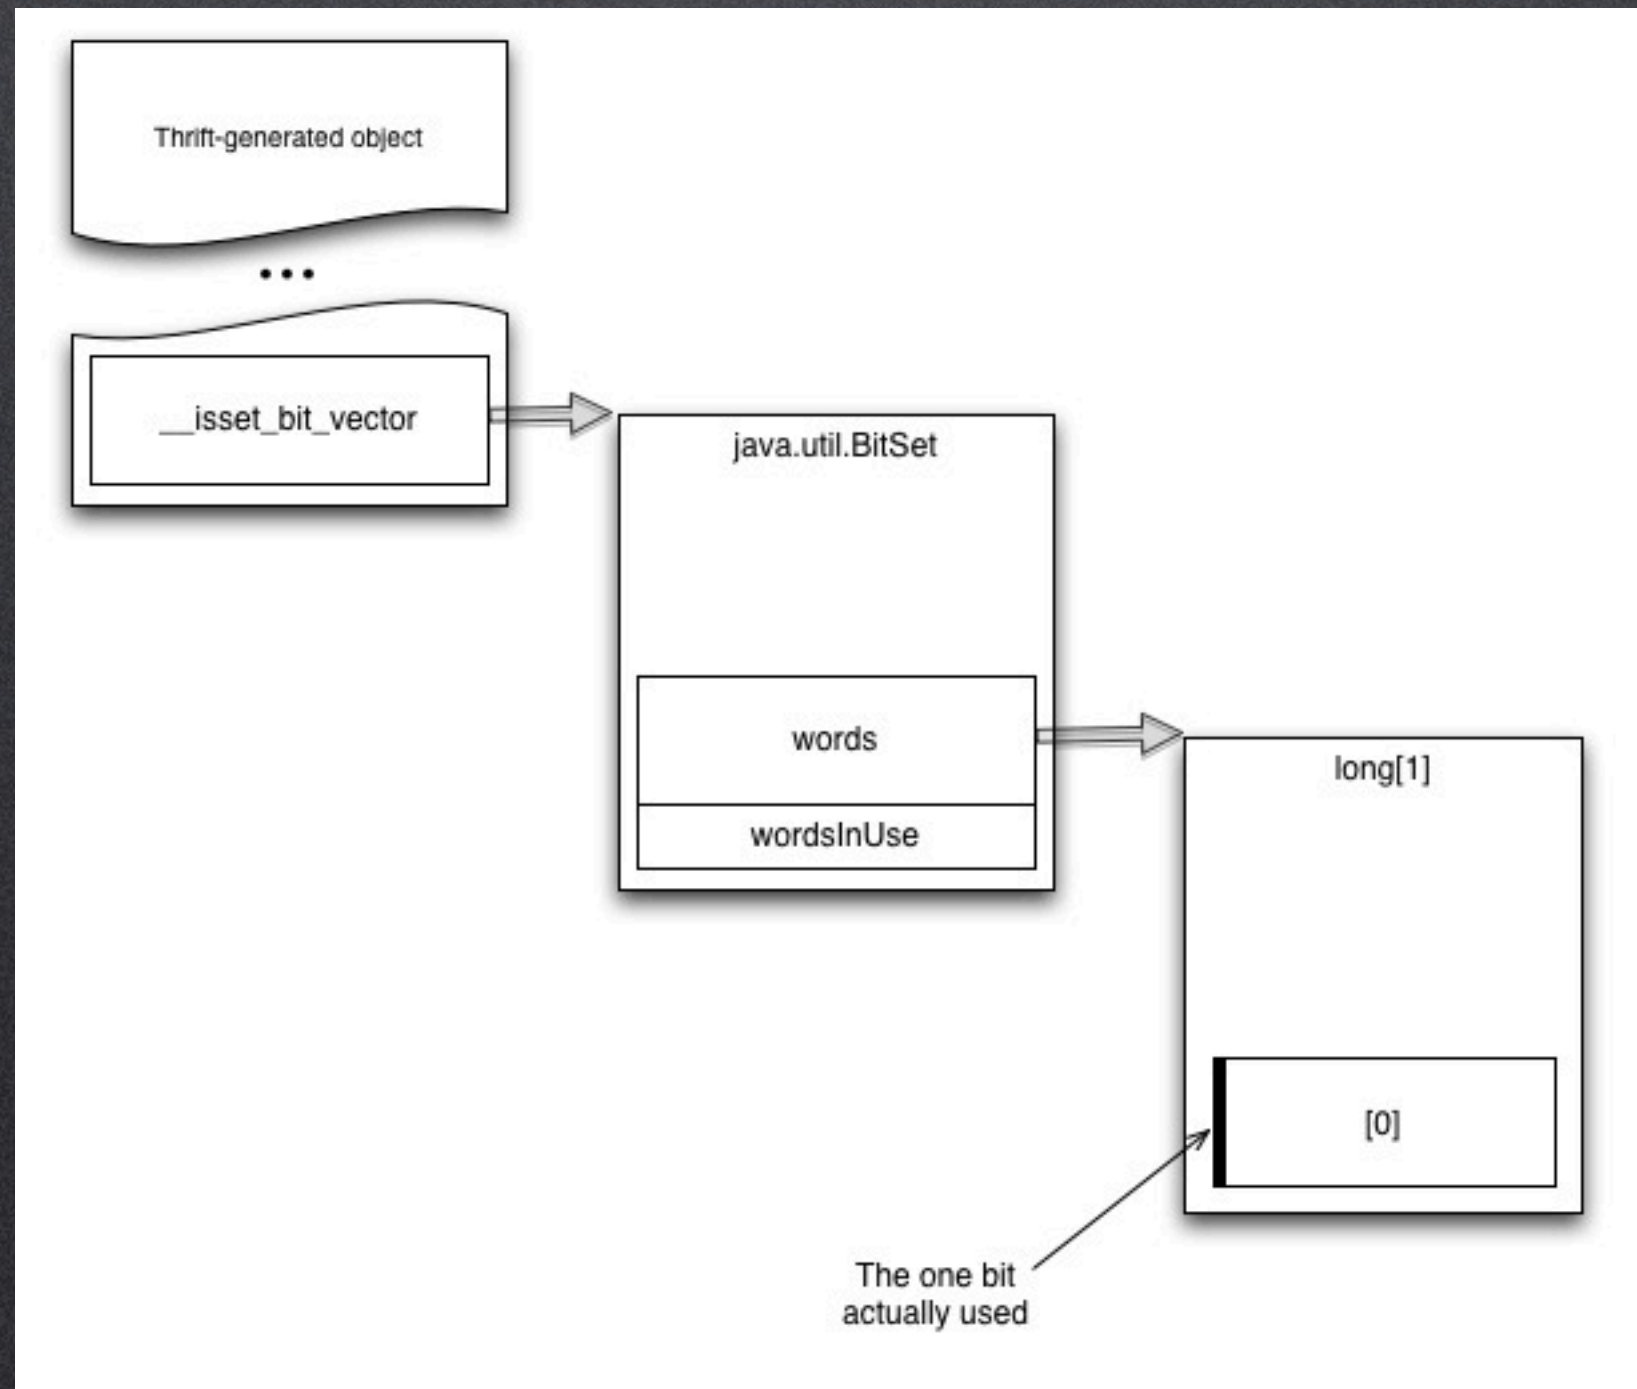 Thrift-generated object
...
__isset_bit_vector
java.util.BitSet
words
wordsInUse
long[1]
[0]
The one bit
actually used